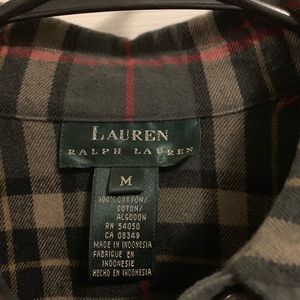 LAUREN
RALPH LAUREN
M
100% COTTON/
COTON/
ALGODON
RN 54050
CA 08349
MADE IN INDONESIA
FABRIQUE EN
INDONESIE
HECHO EN INDONESIA